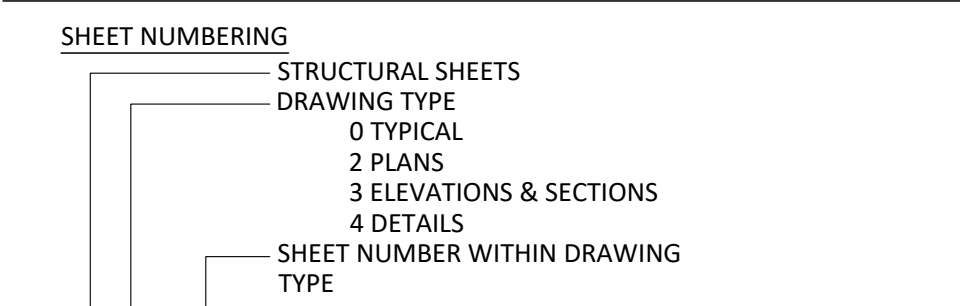 SHEET NUMBERING
STRUCTURAL SHEETS
DRAWING TYPE
0 TYPICAL
2 PLANS
3 ELEVATIONS & SECTIONS
4 DETAILS
SHEET NUMBER WITHIN DRAWING
TYPE